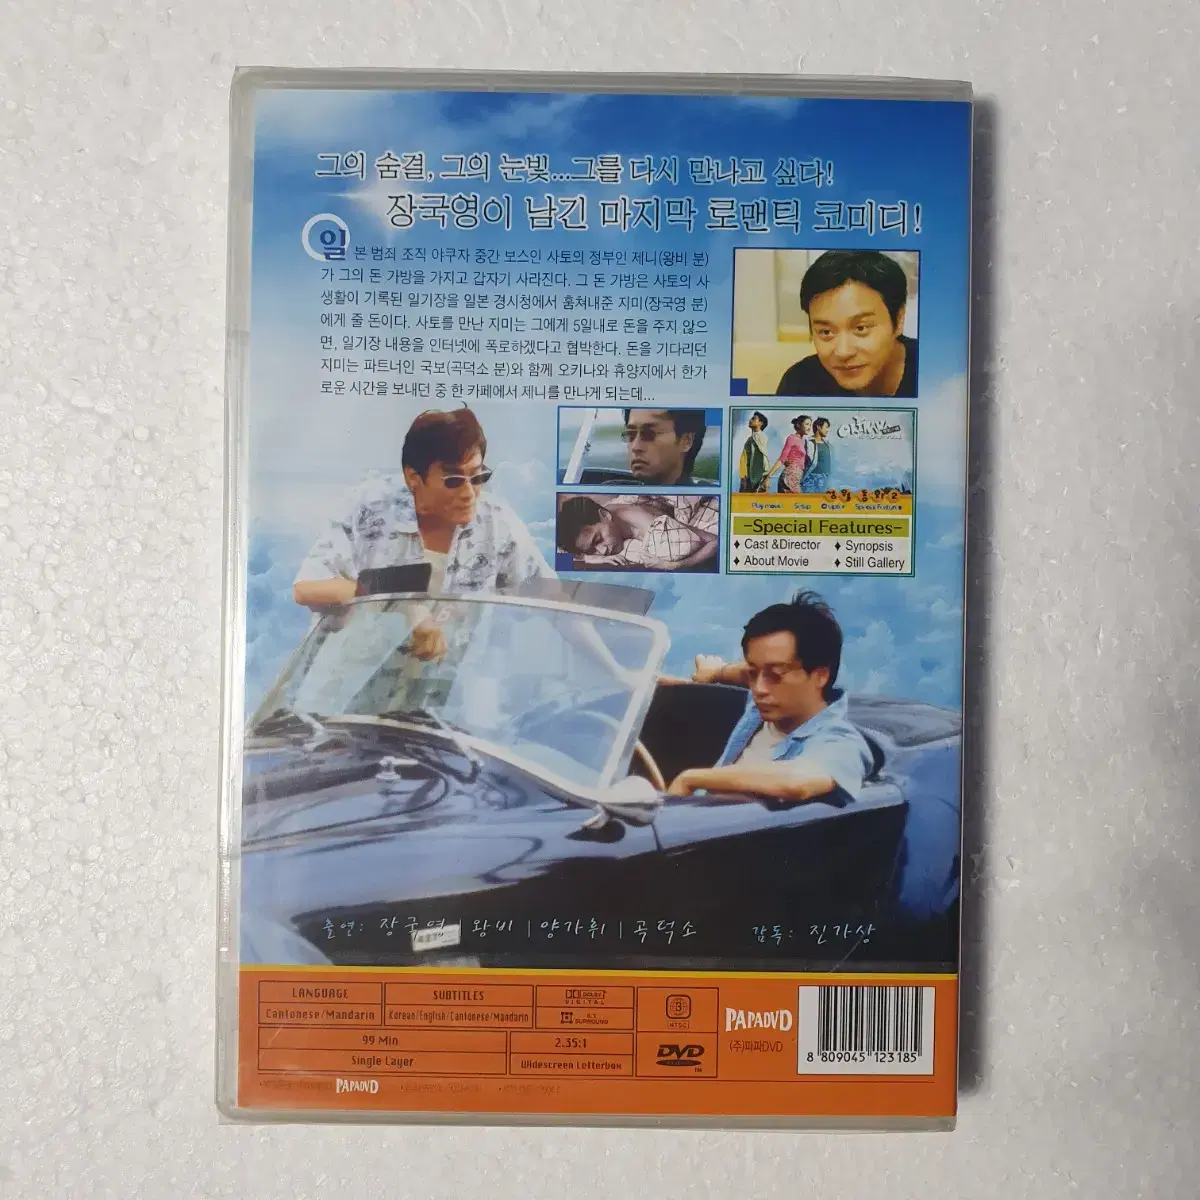 그의 숨결, 그의 눈빛...그를 다시 만나고 싶다!
장국영이 남긴 마지막 로맨틱 코미디!
일본 범죄 조직 야쿠자 중간 보스인 사토의 정부인 제니(왕비 분)
가 그의 돈 가방을 가지고 갑자기 사라진다. 그 돈 가방은 사토의 사
생활이 기록된 일기장을 일본 경시청에서 훔쳐내준 지미(장국영 분)
에게 줄 돈이다. 사토를 만난 지미는 그에게 5일내로 돈을 주지 않으
면, 일기장 내용을 인터넷에 폭로하겠다고 협박한다. 돈을 기다리던
지미는 파트너인 국보(곡덕소 분)와 함께 오키나와 휴양지에서 한가
로운 시간을 보내던 중 한 카페에서 제니를 만나게 되는데...
Play movie Setup Special Feature
-Special Features-
♦ Cast &Director ♦ Synopsis
♦ About Movie ♦ Still Gallery
출연: 장국영 | 왕비 | 양가휘 | 곡덕소 감독: 진가상
LANGUAGE
Cantonese/Mandarin
SUBTITLES
Korean/English/Cantonese/Mandarin
99 Min
Single Layer
DOLBY
DIGITAL
5.1
SURROUND
2.35:1
Widescreen Letterbox
3
NTSC
DVD
PAPADVD
(주)파파DVD
8 809045 123185
PAPADVD